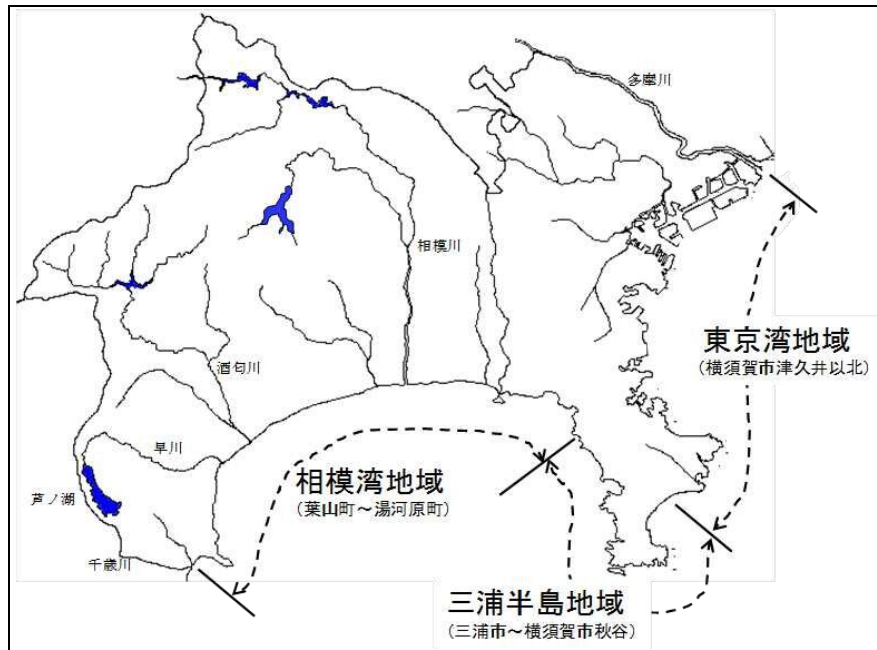 多摩川
相模川
東京湾地域
(横須賀市津久井以北)
酒匂川
早川
相模湾地域
(葉山町～湯河原町)
芦ノ湖
千歳川
三浦半島地域
(三浦市～横須賀市秋谷)